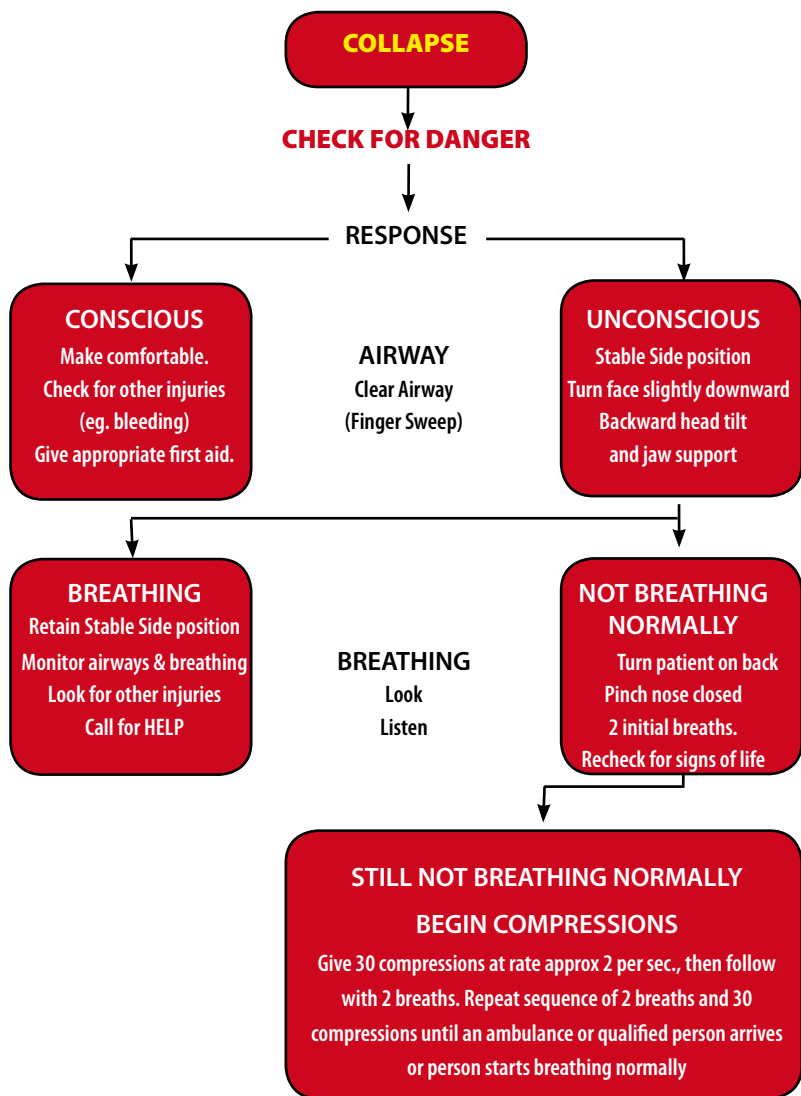 COLLAPSE
CHECK FOR DANGER
RESPONSE
CONSCIOUS
Make comfortable.
Check for other injuries
(eg. bleeding)
Give appropriate first aid.
AIRWAY
Clear Airway
(Finger Sweep)
UNCONSCIOUS
Stable Side position
Turn face slightly downward
Backward head tilt
and jaw support
BREATHING
Retain Stable Side position
Monitor airways & breathing
Look for other injuries
Call for HELP
BREATHING
Look
Listen
NOT BREATHING
NORMALLY
Turn patient on back
Pinch nose closed
2 initial breaths.
Recheck for signs of life
STILL NOT BREATHING NORMALLY
BEGIN COMPRESSIONS
Give 30 compressions at rate approx 2 per sec., then follow
with 2 breaths. Repeat sequence of 2 breaths and 30
compressions until an ambulance or qualified person arrives
or person starts breathing normally